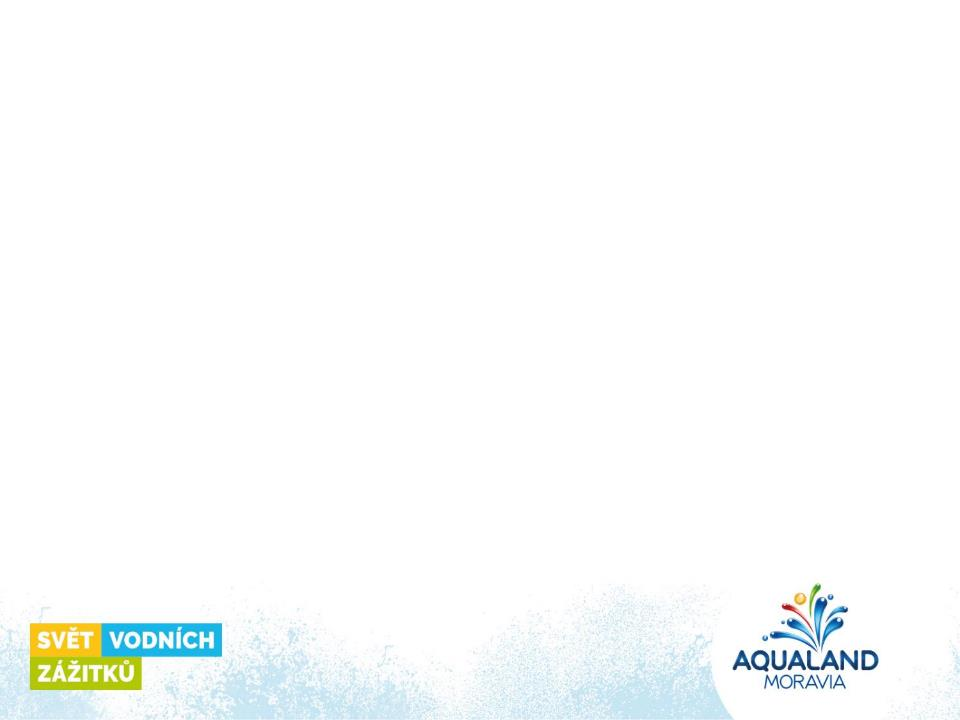 SVĚT VODNÍCH
ZÁŽITKŮ
AQUALAND
MORAVIA